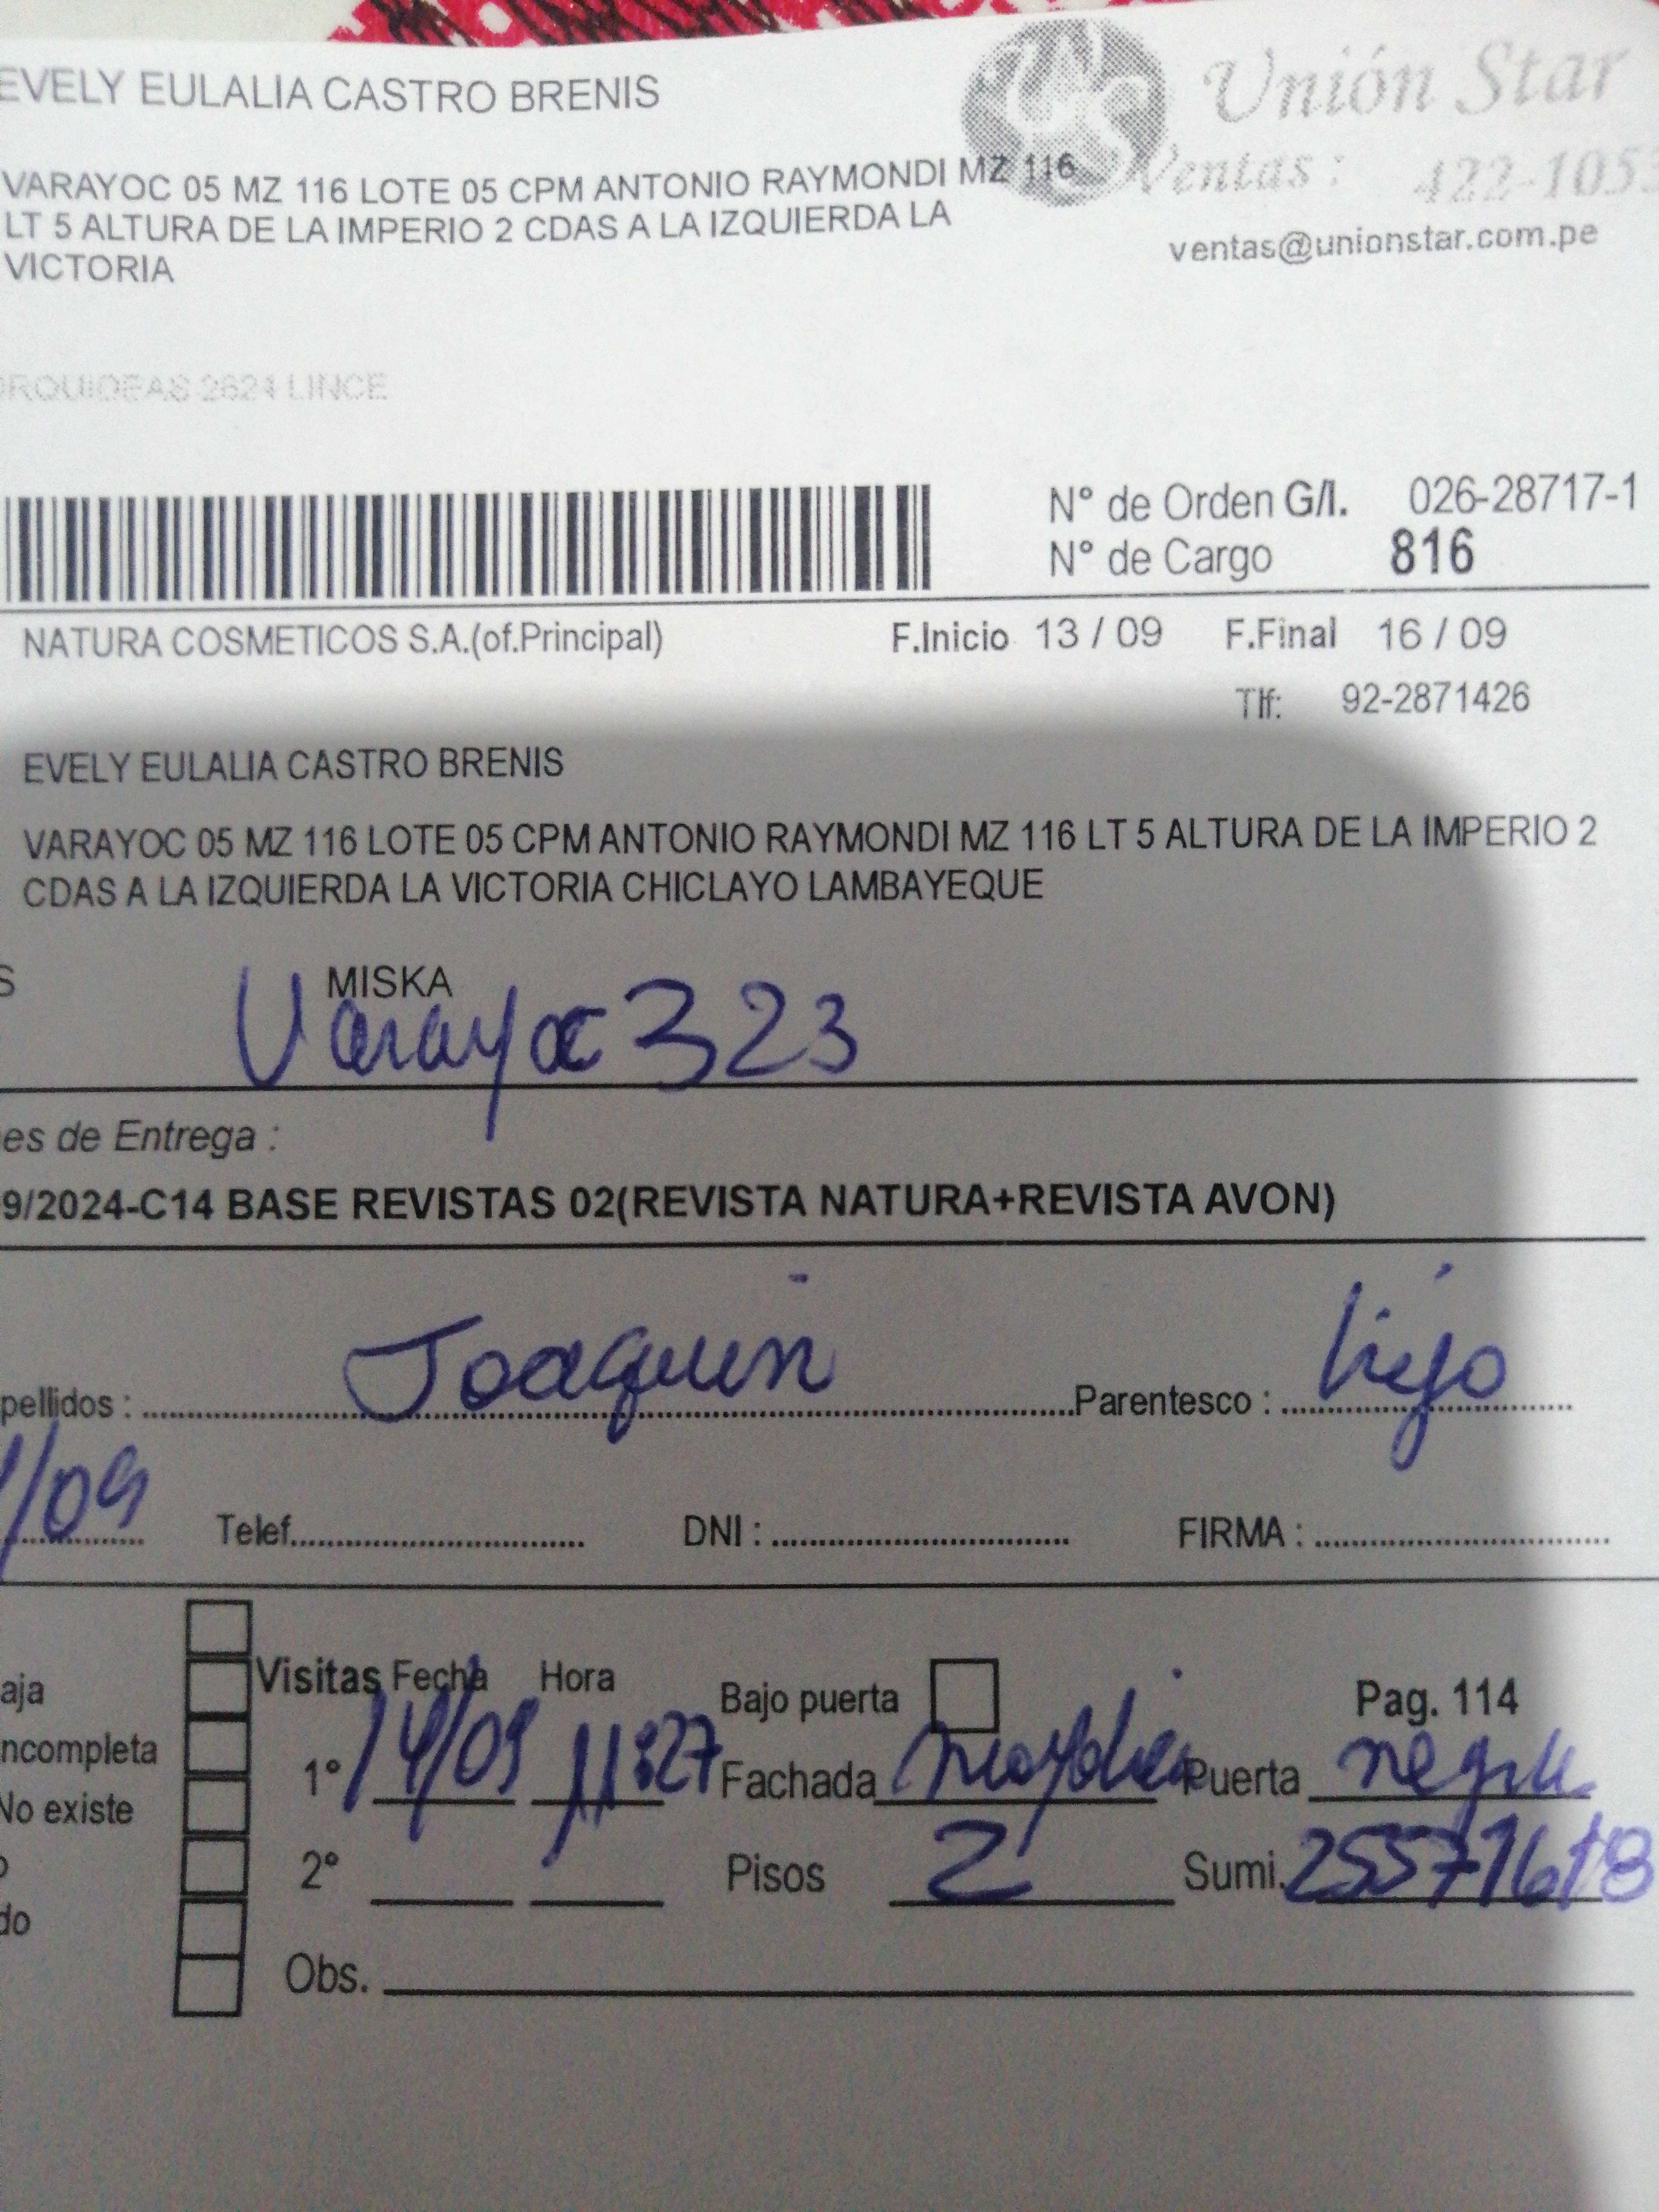 EVELY EULALIA CASTRO BRENIS
Unión Star
Ventas : 422-105
VARAYOC 05 MZ 116 LOTE 05 CPM ANTONIO RAYMONDI MZ 116
LT 5 ALTURA DE LA IMPERIO 2 CDAS A LA IZQUIERDA LA
VICTORIA
ventas@unionstar.com.pe
ORQUIDEAS 2624 LINCE
N° de Orden G/I. 026-28717-1
N° de Cargo 816
NATURA COSMETICOS S.A.(of.Principal) F.Inicio 13 / 09 F.Final 16 / 09
Tlf: 92-2871426
EVELY EULALIA CASTRO BRENIS
VARAYOC 05 MZ 116 LOTE 05 CPM ANTONIO RAYMONDI MZ 116 LT 5 ALTURA DE LA IMPERIO 2
CDAS A LA IZQUIERDA LA VICTORIA CHICLAYO LAMBAYEQUE
S MISKA
Varayoc 323
es de Entrega :
9/2024-C14 BASE REVISTAS 02(REVISTA NATURA+REVISTA AVON)
pellidos : Joaquin Parentesco : hijo
/09 Telef. DNI : FIRMA :
Visitas Fecha Hora
aja Bajo puerta Pag. 114
ncompleta 1° 14/09 11:27 Fachada Puerta negra
No existe
2° Pisos 2 Sumi.
do
Obs.